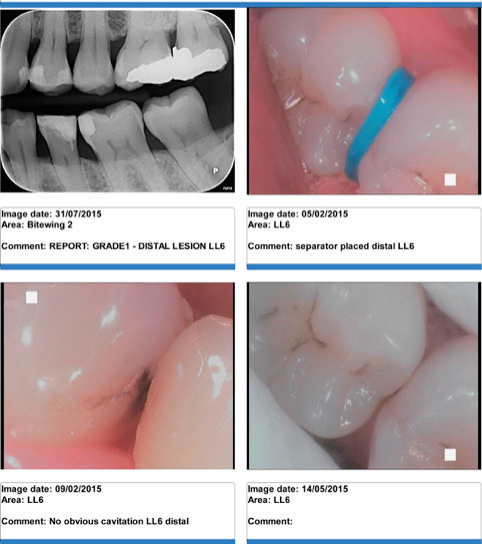 P
Image date: 31/07/2015
Area: Bitewing 2
Comment: REPORT: GRADE1 - DISTAL LESION LL6
Image date: 05/02/2015
Area: LL6
Comment: separator placed distal LL6
Image date: 09/02/2015
Area: LL6
Comment: No obvious cavitation LL6 distal
Image date: 14/05/2015
Area: LL6
Comment: